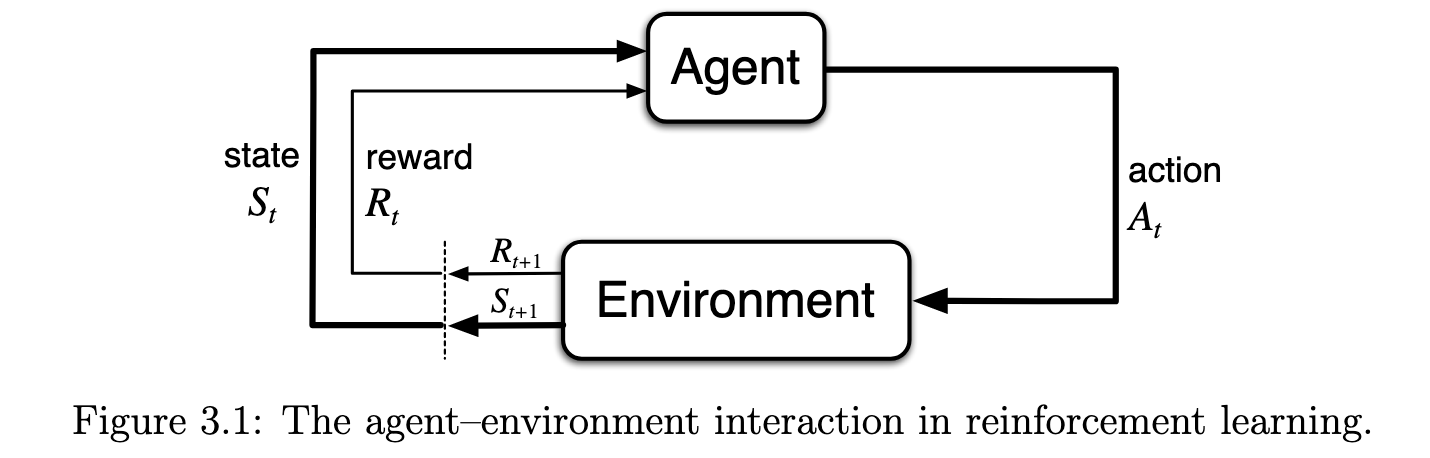 Agent
state
S_t
reward
R_t
action
A_t
R_{t+1}
S_{t+1}
Environment
Figure 3.1: The agent–environment interaction in reinforcement learning.